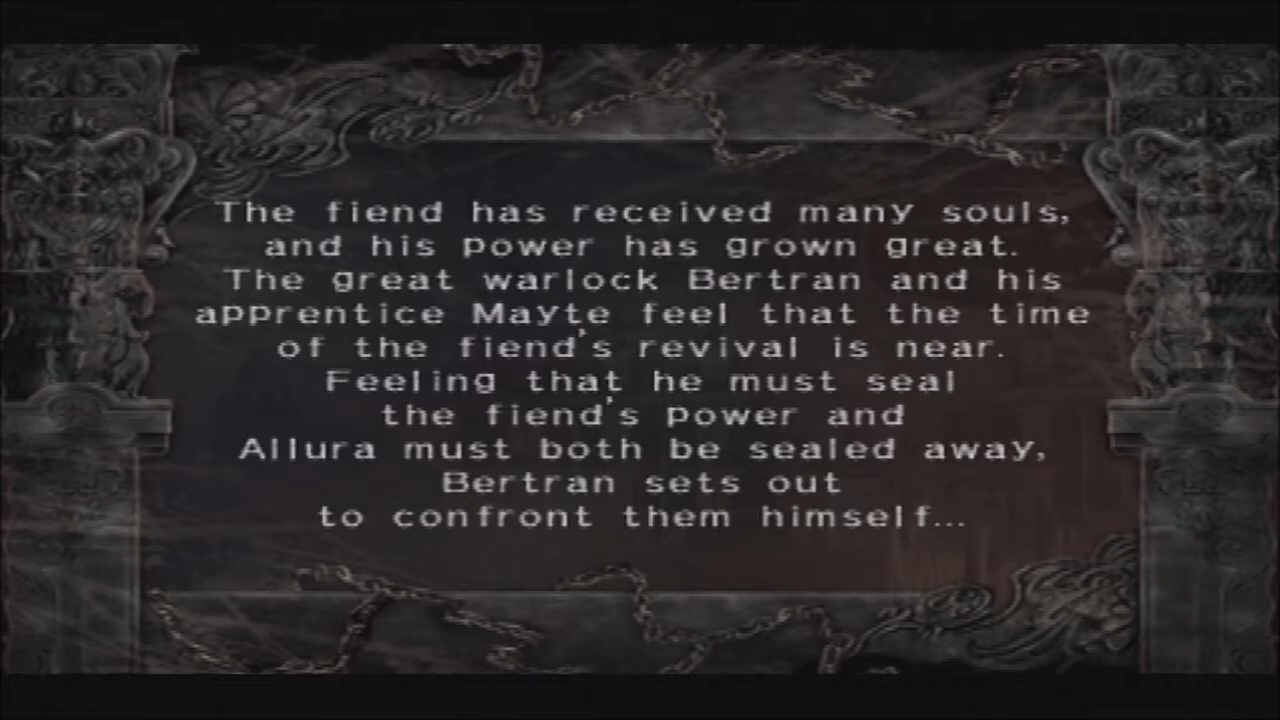 The fiend has received many souls,
and his power has grown great.
The great warlock Bertran and his
apprentice Mayte feel that the time
of the fiend's revival is near.
Feeling that he must seal
the fiend's power and
Allura must both be sealed away,
Bertran sets out
to confront them himself...